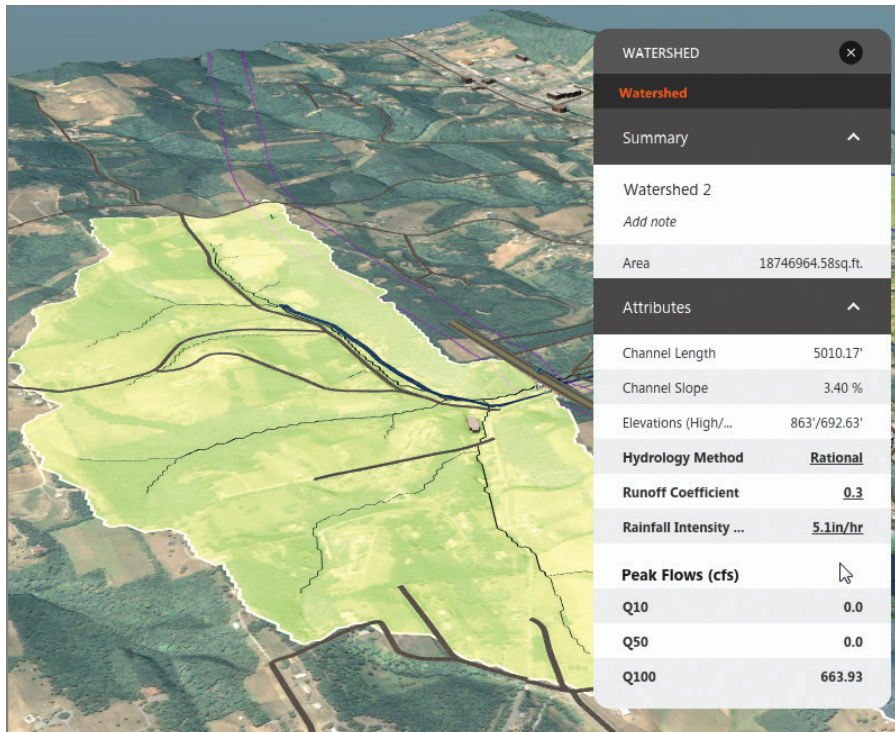 WATERSHED
Watershed
Summary
Watershed 2
Add note
Area 18746964.58sq.ft.
Attributes
Channel Length 5010.17'
Channel Slope 3.40 %
Elevations (High/... 863'/692.63'
Hydrology Method Rational
Runoff Coefficient 0.3
Rainfall Intensity ... 5.1in/hr
Peak Flows (cfs)
Q10 0.0
Q50 0.0
Q100 663.93